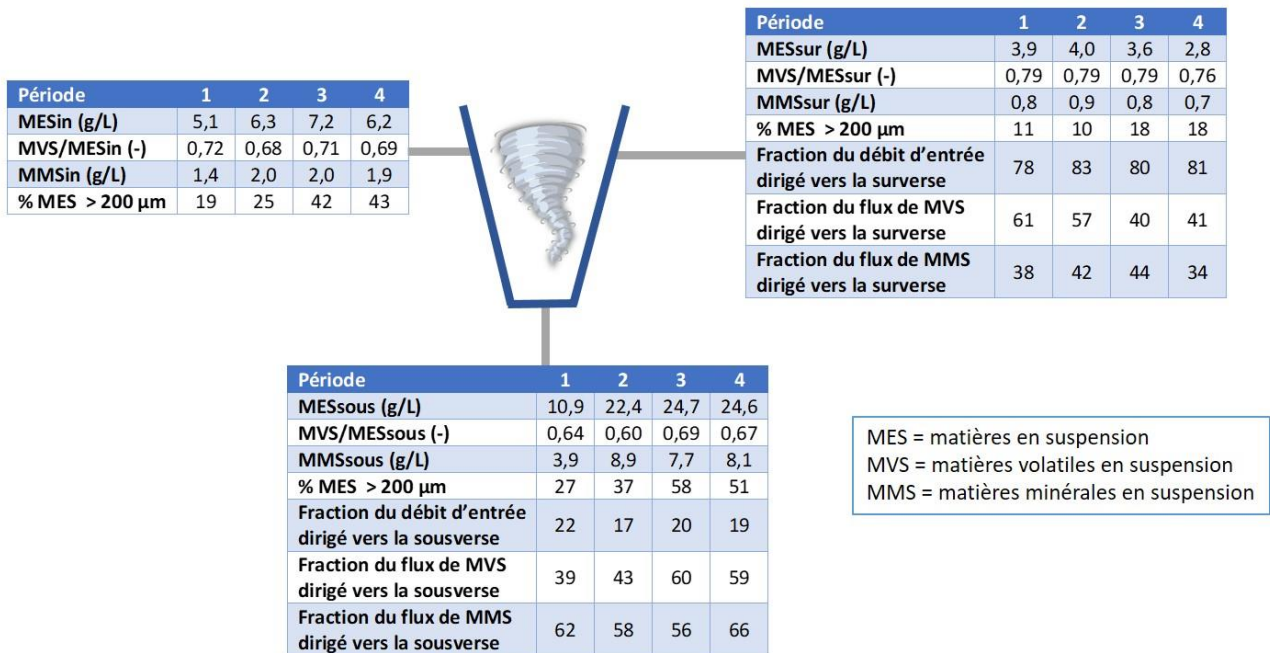 Période 1 2 3 4
MESin (g/L) 5,1 6,3 7,2 6,2
MVS/MESin (-) 0,72 0,68 0,71 0,69
MMSin (g/L) 1,4 2,0 2,0 1,9
% MES > 200 µm 19 25 42 43
Période 1 2 3 4
MESsur (g/L) 3,9 4,0 3,6 2,8
MVS/MESsur (-) 0,79 0,79 0,79 0,76
MMSsur (g/L) 0,8 0,9 0,8 0,7
% MES > 200 µm 11 10 18 18
Fraction du débit d’entrée
dirigé vers la surverse 78 83 80 81
Fraction du flux de MVS
dirigé vers la surverse 61 57 40 41
Fraction du flux de MMS
dirigé vers la surverse 38 42 44 34
Période 1 2 3 4
MESsous (g/L) 10,9 22,4 24,7 24,6
MVS/MESsous (-) 0,64 0,60 0,69 0,67
MMSsous (g/L) 3,9 8,9 7,7 8,1
% MES > 200 µm 27 37 58 51
Fraction du débit d’entrée
dirigé vers la sousverse 22 17 20 19
Fraction du flux de MVS
dirigé vers la sousverse 39 43 60 59
Fraction du flux de MMS
dirigé vers la sousverse 62 58 56 66
MES = matières en suspension
MVS = matières volatiles en suspension
MMS = matières minérales en suspension